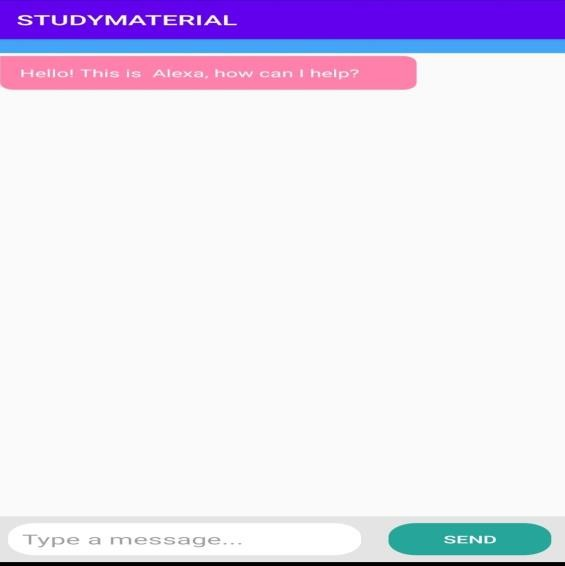 STUDYMATERIAL
Hello! This is  Alexa, how can I help?
Type a message...
SEND